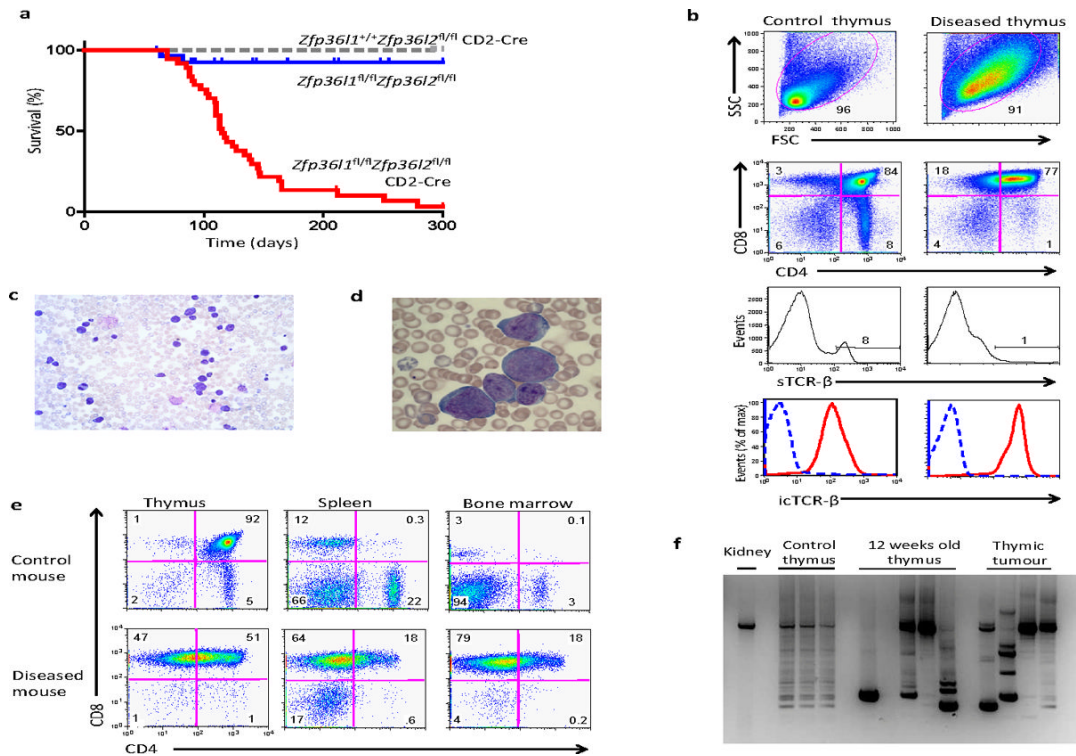 a
Zfp36l1+/+Zfp36l2fl/fl CD2-Cre
Zfp36l1fl/flZfp36l2fl/fl
Zfp36l1fl/flZfp36l2fl/fl
CD2-Cre
Survival (%)
100
50
0
0 100 200 300
Time (days)
b
Control thymus Diseased thymus
SSC
96 91
200 400 600 800 1000
FSC
3 84 18 77
CD8
6 8 4 1
CD4
Events
8 1
sTCR-β
Events (% of max)
icTCR-β
c
d
e
Thymus Spleen Bone marrow
Control mouse
1 92 12 0.3 3 0.1
2 5 66 22 94 3
Diseased mouse
47 51 64 18 79 18
1 1 17 .6 4 0.2
CD8
CD4
f
Kidney
Control thymus
12 weeks old thymus
Thymic tumour